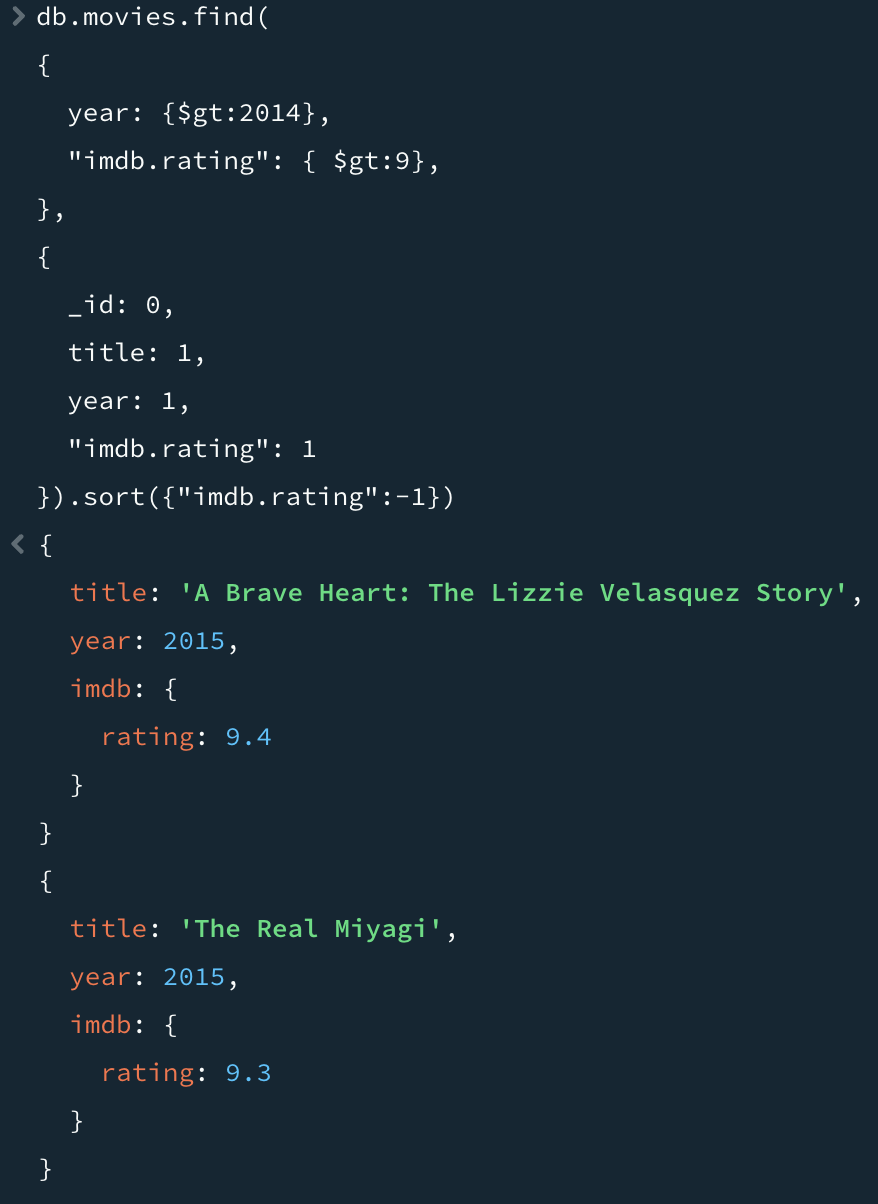 db.movies.find(
{
year: {$gt:2014},
"imdb.rating": { $gt:9},
},
{
_id: 0,
title: 1,
year: 1,
"imdb.rating": 1
}).sort({"imdb.rating":-1})
{
title: 'A Brave Heart: The Lizzie Velasquez Story',
year: 2015,
imdb: {
rating: 9.4
}
}
{
title: 'The Real Miyagi',
year: 2015,
imdb: {
rating: 9.3
}
}